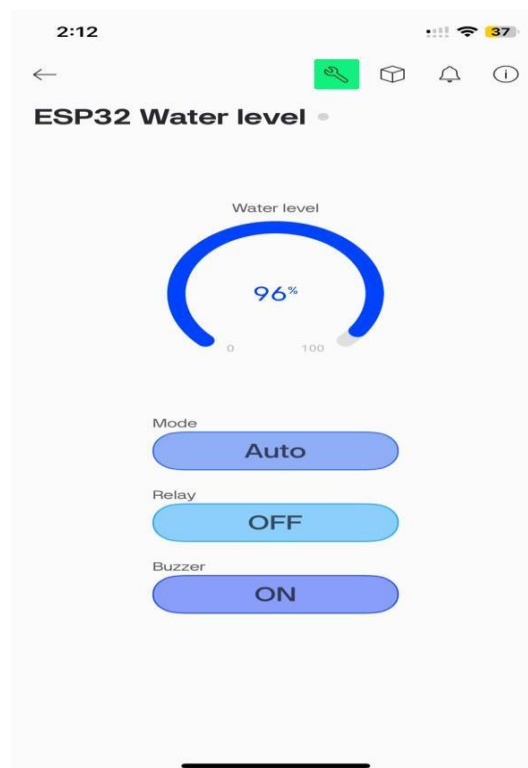 2:12
37
ESP32 Water level
Water level
96%
0 100
Mode
Auto
Relay
OFF
Buzzer
ON